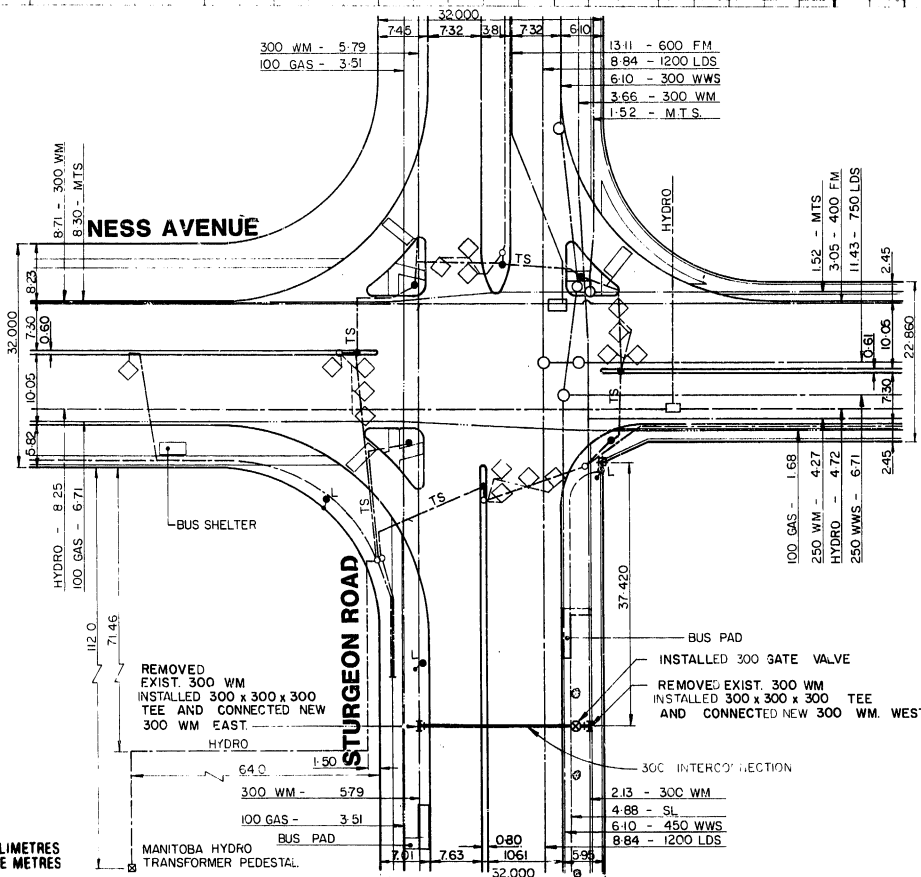 32.000
7.45 7.32 3.81 7.32 6.10
300 WM - 5.79
100 GAS - 3.51
13.11 - 600 FM
8.84 - 1200 LDS
6.10 - 300 WWS
3.66 - 300 WM
1.52 - M.T.S.
8.71 - 300 WM
8.30 - MTS
NESS AVENUE
HYDRO
1.52 - MTS
3.05 - 400 FM
11.43 - 750 LDS
2.45
32.000
8.23
7.30
0.60
10.05
5.82
TS
TS
TS
TS
TS
0.61
10.05
22.860
7.30
2.45
HYDRO - 8.25
100 GAS - 6.71
BUS SHELTER
100 GAS - 1.68
250 WM - 4.27
HYDRO - 4.72
250 WWS - 6.71
L
L
112.0
71.46
STURGEON ROAD
37.420
BUS PAD
INSTALLED 300 GATE VALVE
REMOVED
EXIST. 300 WM
INSTALLED 300 x 300 x 300
TEE AND CONNECTED NEW
300 WM EAST.
REMOVED EXIST. 300 WM
INSTALLED 300 x 300 x 300 TEE
AND CONNECTED NEW 300 WM. WES
HYDRO
1.50
64.0
300 INTERCONNECTION
300 WM - 5.79
100 GAS - 3.51
BUS PAD
2.13 - 300 WM
4.88 - SL
6.10 - 450 WWS
8.84 - 1200 LDS
LIMETRES
E METRES
MANITOBA HYDRO
TRANSFORMER PEDESTAL.
7.01 7.63 0.80 10.61 5.95
32.000